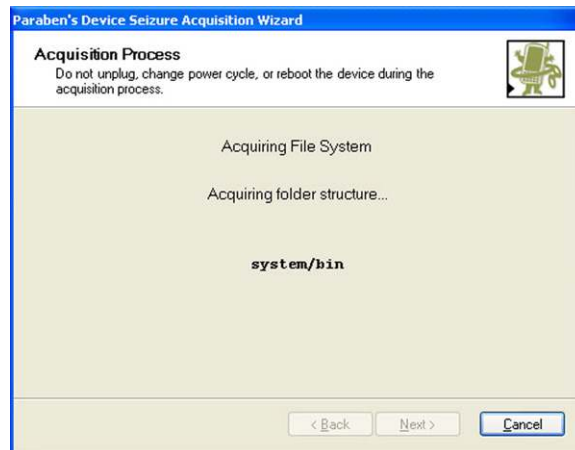 Paraben's Device Seizure Acquisition Wizard
Acquisition Process
Do not unplug, change power cycle, or reboot the device during the
acquisition process.
Acquiring File System
Acquiring folder structure...
system/bin
< Back
Next >
Cancel